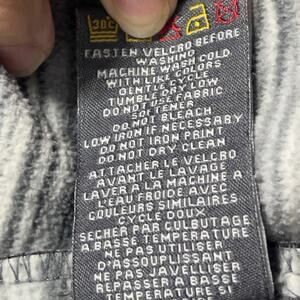 30C
FASTEN VELCRO BEFORE
WASHING
MACHINE WASH COLD
WITH LIKE COLORS
GENTLE CYCLE
TUMBLE DRY LOW
DO NOT USE FABRIC
SOFTENER
DO NOT BLEACH
LOW IRON IF NECESSARY
DO NOT IRON PRINT
DO NOT DRY CLEAN
ATTACHER LE VELCRO
AVANT LE LAVAGE
LAVER A LA MACHINE A
L'EAU FROIDE AVEC
COULEURS SIMILAIRES
CYCLE DOUX
SECHER PAR CULBUTAGE
A BASSE TEMPERATURE
NE PAS UTILISER
D'ASSOUPLISSANT
NE PAS JAVELLISER
REPASSER A BASSE
TEMPERATURE SE